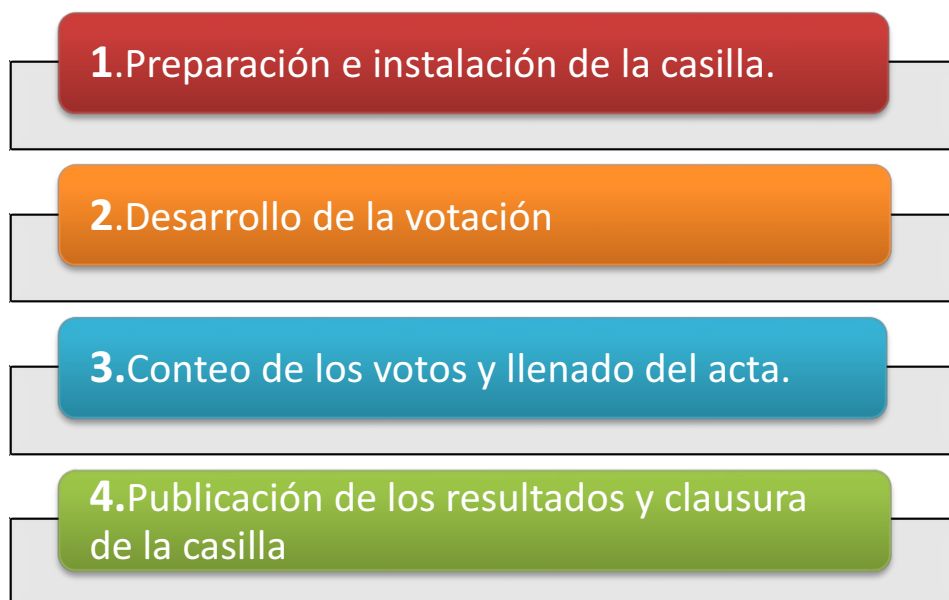 1.Preparación e instalación de la casilla.
2.Desarrollo de la votación
3.Conteo de los votos y llenado del acta.
4.Publicación de los resultados y clausura
de la casilla